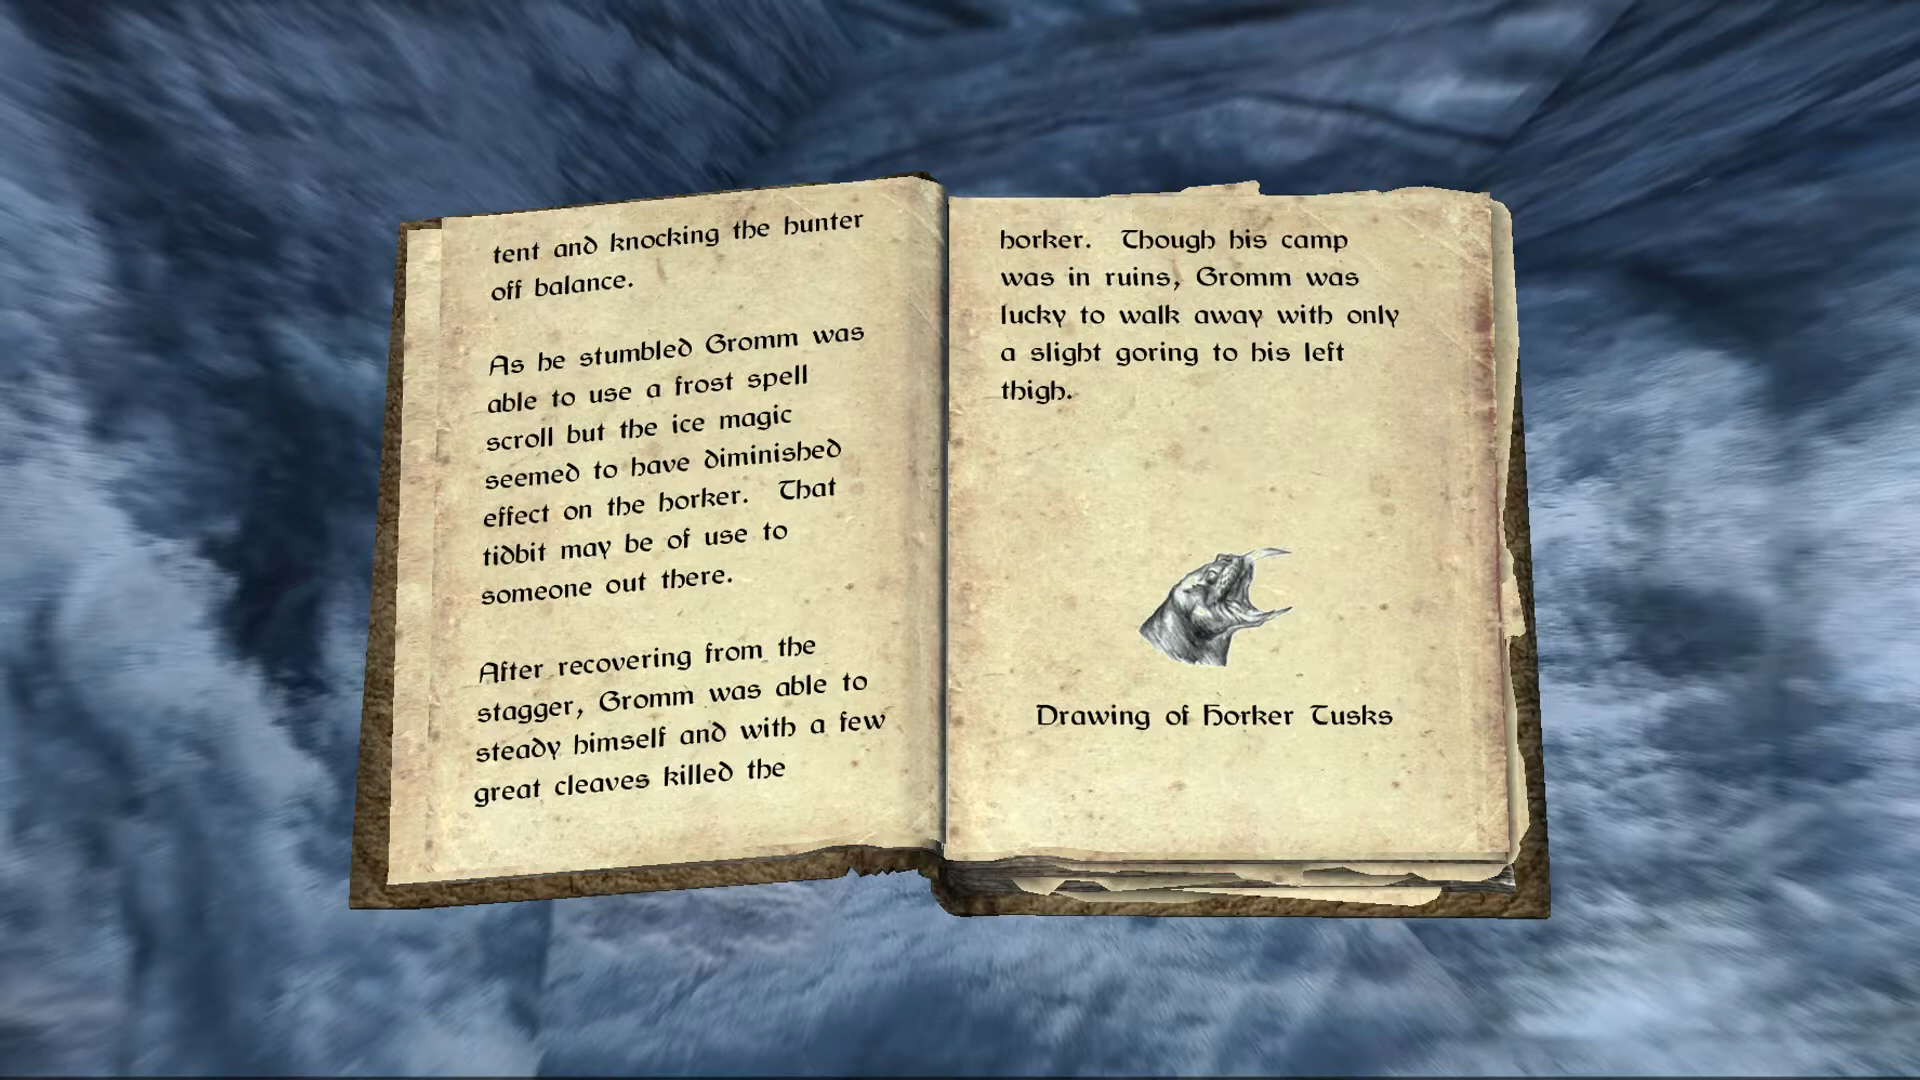 tent and knocking the hunter
off balance.
As he stumbled Gromm was
able to use a frost spell
scroll but the ice magic
seemed to have diminished
effect on the horker.  That
tidbit may be of use to
someone out there.
After recovering from the
stagger, Gromm was able to
steady himself and with a few
great cleaves killed the
horker.  Though his camp
was in ruins, Gromm was
lucky to walk away with only
a slight goring to his left
thigh.
Drawing of Horker Tusks